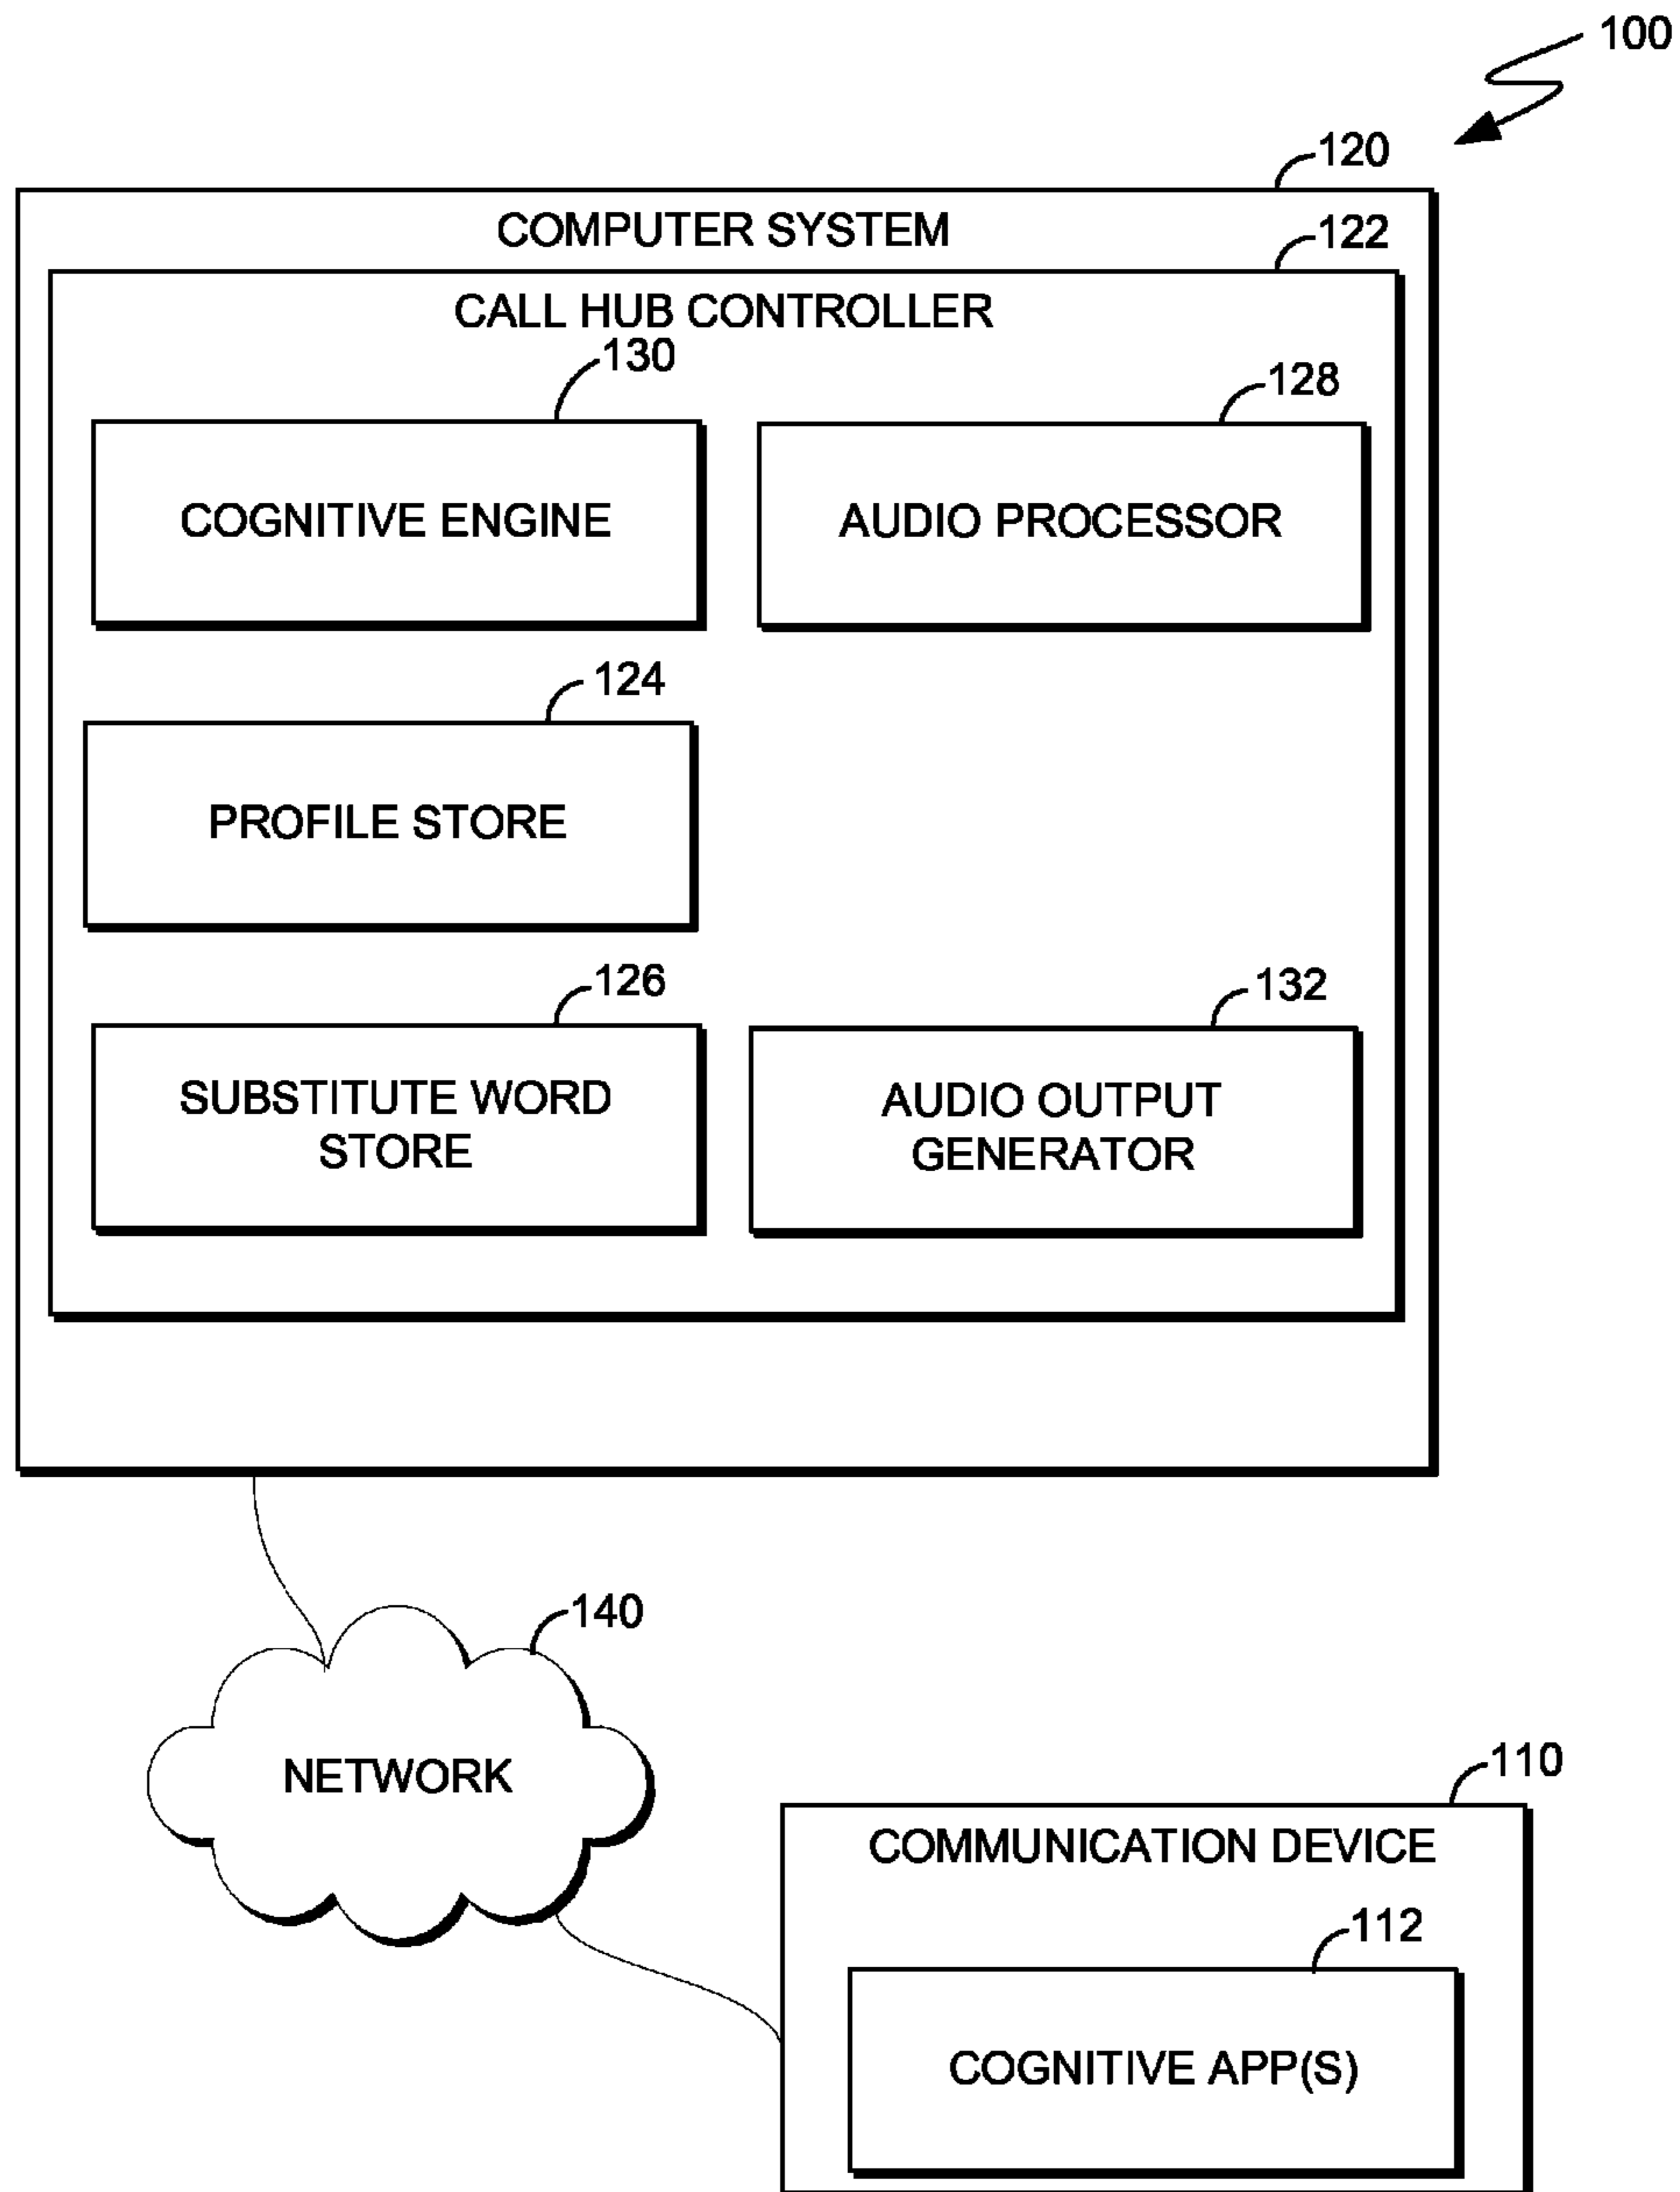 100
120
COMPUTER SYSTEM
122
CALL HUB CONTROLLER
130
128
COGNITIVE ENGINE
AUDIO PROCESSOR
124
PROFILE STORE
126
132
SUBSTITUTE WORD
STORE
AUDIO OUTPUT
GENERATOR
140
NETWORK
110
COMMUNICATION DEVICE
112
COGNITIVE APP(S)